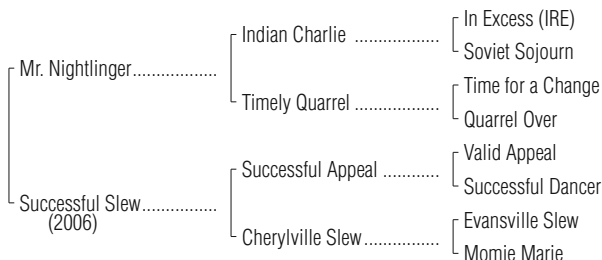 In Excess (IRE)
Indian Charlie ..................
Soviet Sojourn
Mr. Nightlinger..................
Time for a Change
Timely Quarrel ..................
Quarrel Over
Valid Appeal
Successful Appeal ............
Successful Dancer
Successful Slew................
(2006)
Evansville Slew
Cherylville Slew................
Momie Marie